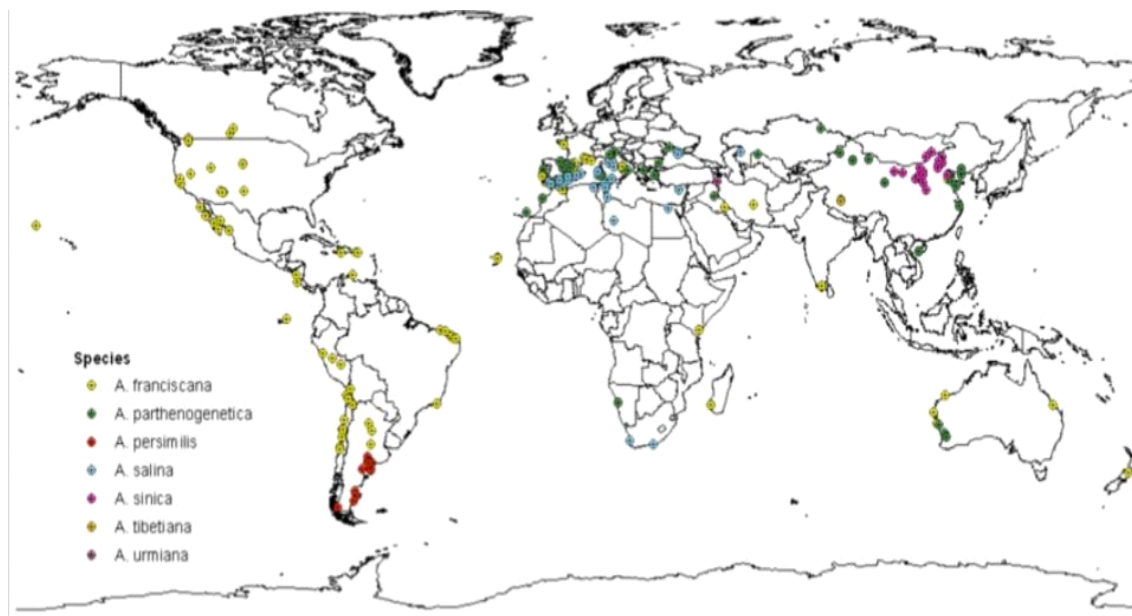 Species
A. franciscana
A. parthenogenetica
A. persimilis
A. salina
A. sinica
A. tibetiana
A. urmiana